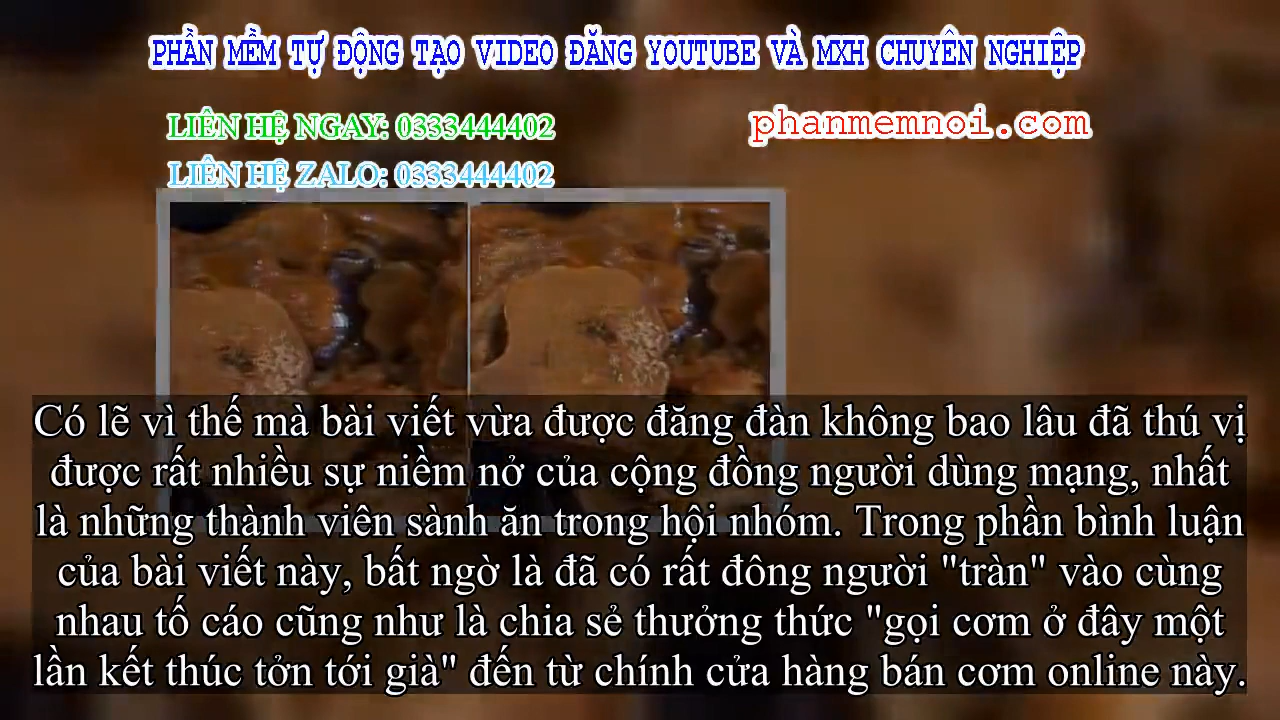 PHẦN MỀM TỰ ĐỘNG TẠO VIDEO ĐĂNG YOUTUBE VÀ MXH CHUYÊN NGHIỆP
LIÊN HỆ NGAY: 0333444402
phanmemnoi.com
LIÊN HỆ ZALO: 0333444402
Có lẽ vì thế mà bài viết vừa được đăng đàn không bao lâu đã thú vị
được rất nhiều sự niềm nở của cộng đồng người dùng mạng, nhất
là những thành viên sành ăn trong hội nhóm. Trong phần bình luận
của bài viết này, bất ngờ là đã có rất đông người "tràn" vào cùng
nhau tố cáo cũng như là chia sẻ thưởng thức "gọi cơm ở đây một
lần kết thúc tởn tới già" đến từ chính cửa hàng bán cơm online này.